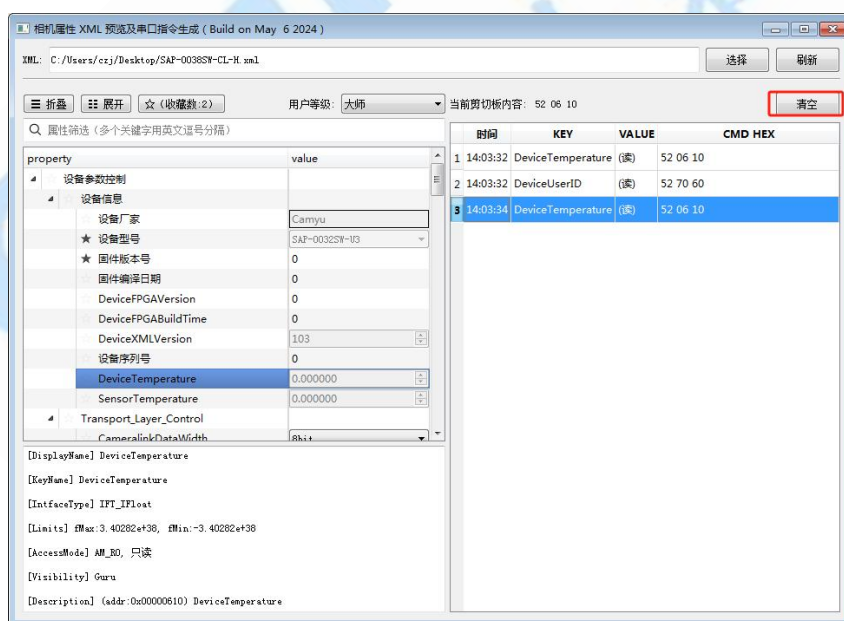 相机属性 XML 预览及串口指令生成 ( Build on May  6 2024 )
XML: C:/Users/czj/Desktop/SAP-0038SW-CL-H.xml
选择
刷新
折叠
展开
☆ (收藏数:2)
用户等级: 大师
当前剪切板内容: 52 06 10
清空
属性筛选 (多个关键字用英文逗号分隔)
property value
设备参数控制
设备信息
设备厂家 Camyu
☆ 设备型号 SAP-0032SW-U3
★ 固件版本号 0
固件编译日期 0
DeviceFPGAVersion 0
DeviceFPGABuildTime 0
DeviceXMLVersion 103
设备序列号 0
DeviceTemperature 0.000000
SensorTemperature 0.000000
Transport_Layer_Control
CameralinkDataWidth 8bit
[DisplayName] DeviceTemperature
[KeyName] DeviceTemperature
[IntfaceType] IFT_IFloat
[Limits] fMax:3.40282e+38, fMin:-3.40282e+38
[AccessMode] AM_RO, 只读
[Visibility] Guru
[Description] (addr:0x00000610) DeviceTemperature
时间 KEY VALUE CMD HEX
1 14:03:32 DeviceTemperature (读) 52 06 10
2 14:03:32 DeviceUserID (读) 52 70 60
3 14:03:34 DeviceTemperature (读) 52 06 10